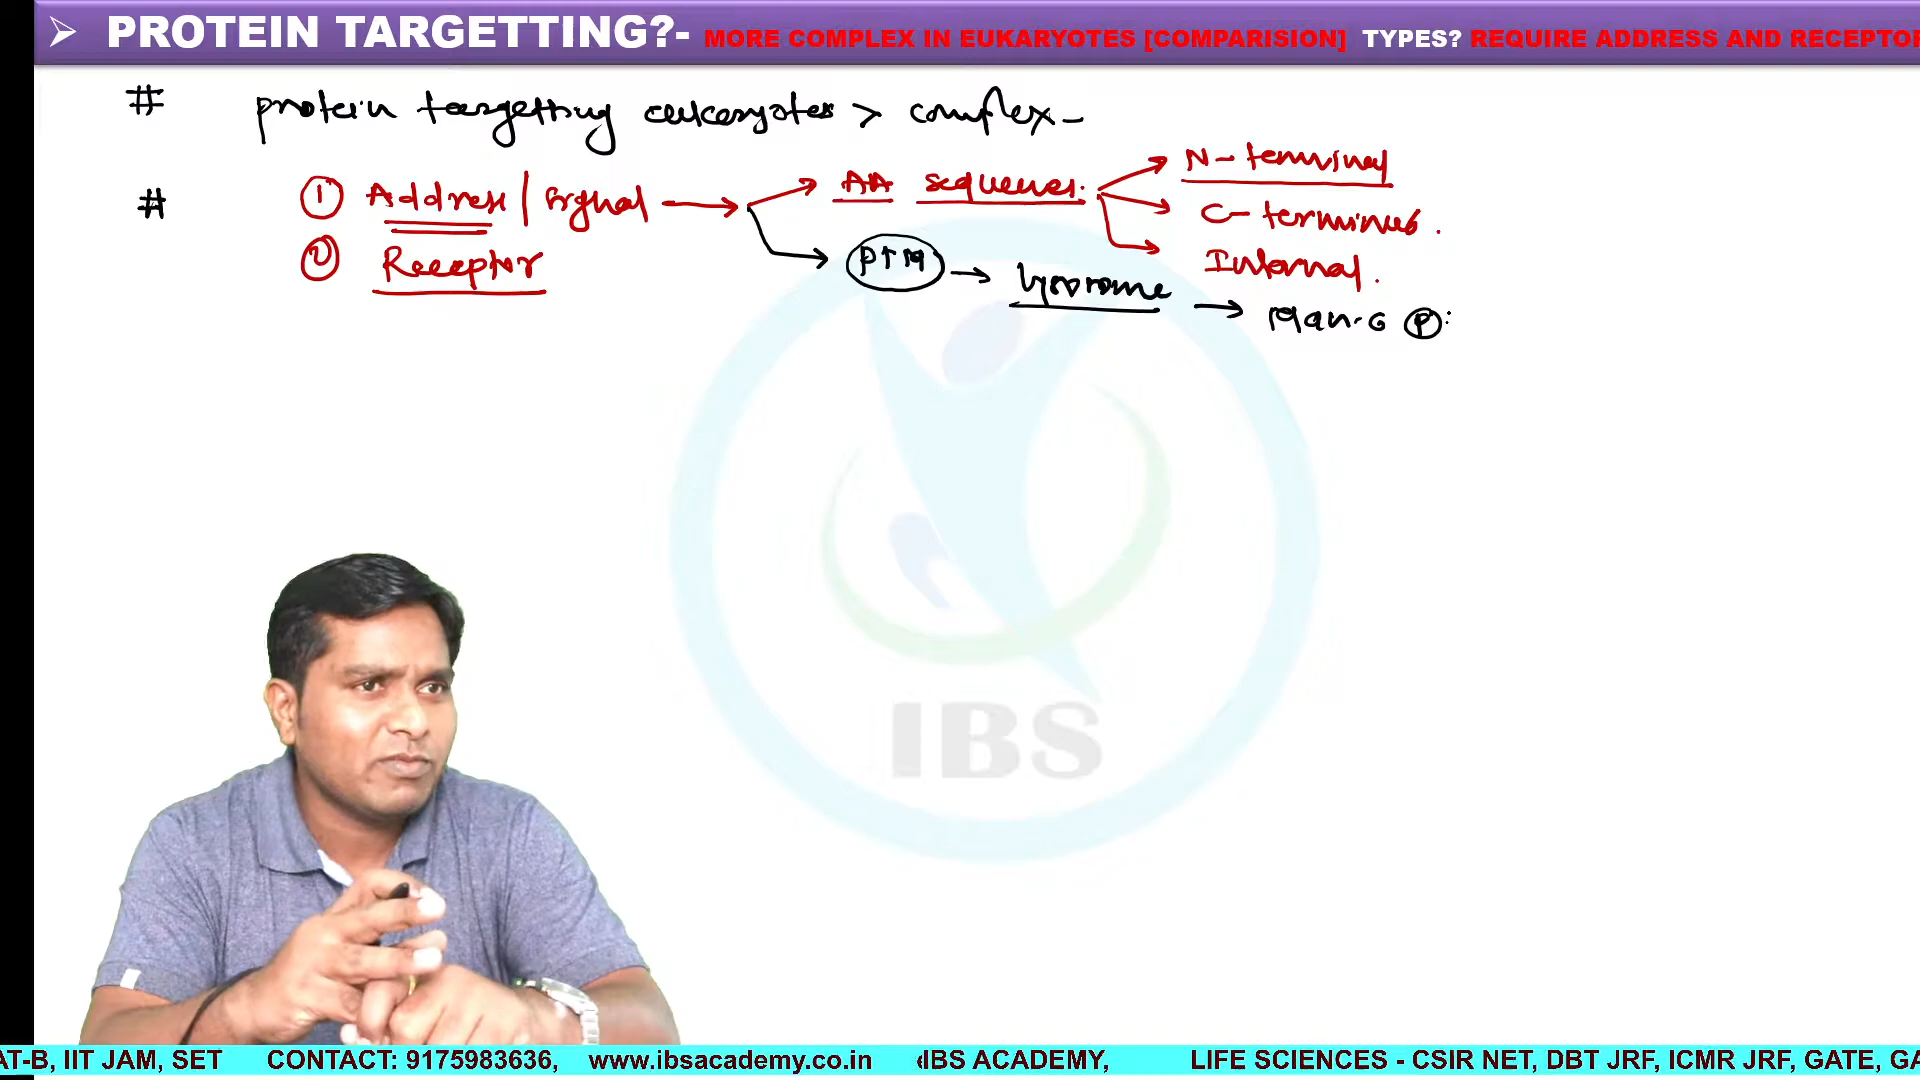 PROTEIN TARGETTING?- MORE COMPLEX IN EUKARYOTES [COMPARISION] TYPES? REQUIRE ADDRESS AND RECEPTOR
# protein targetting eukaryotes > complex -
# ① Address | Signal → AA sequences. → N-terminal
C-terminus.
② Receptor
Internal.
PTM → lysosome → Man-6 Ⓟ:
IBS
AT-B, IIT JAM, SET CONTACT: 9175983636, www.ibsacademy.co.in IBS ACADEMY, LIFE SCIENCES - CSIR NET, DBT JRF, ICMR JRF, GATE, GA